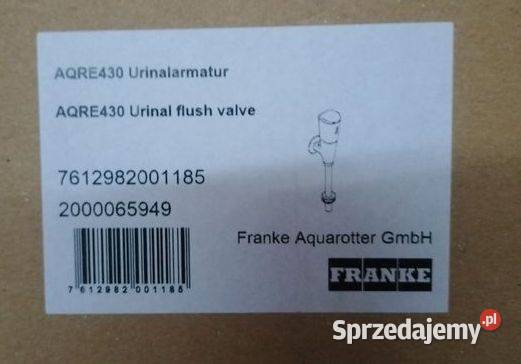 AQRE430 Urinalarmatur
AQRE430 Urinal flush valve
7612982001185
2000065949
Franke Aquarotter GmbH
FRANKE
7 612982 001185
Sprzedajemy.pl